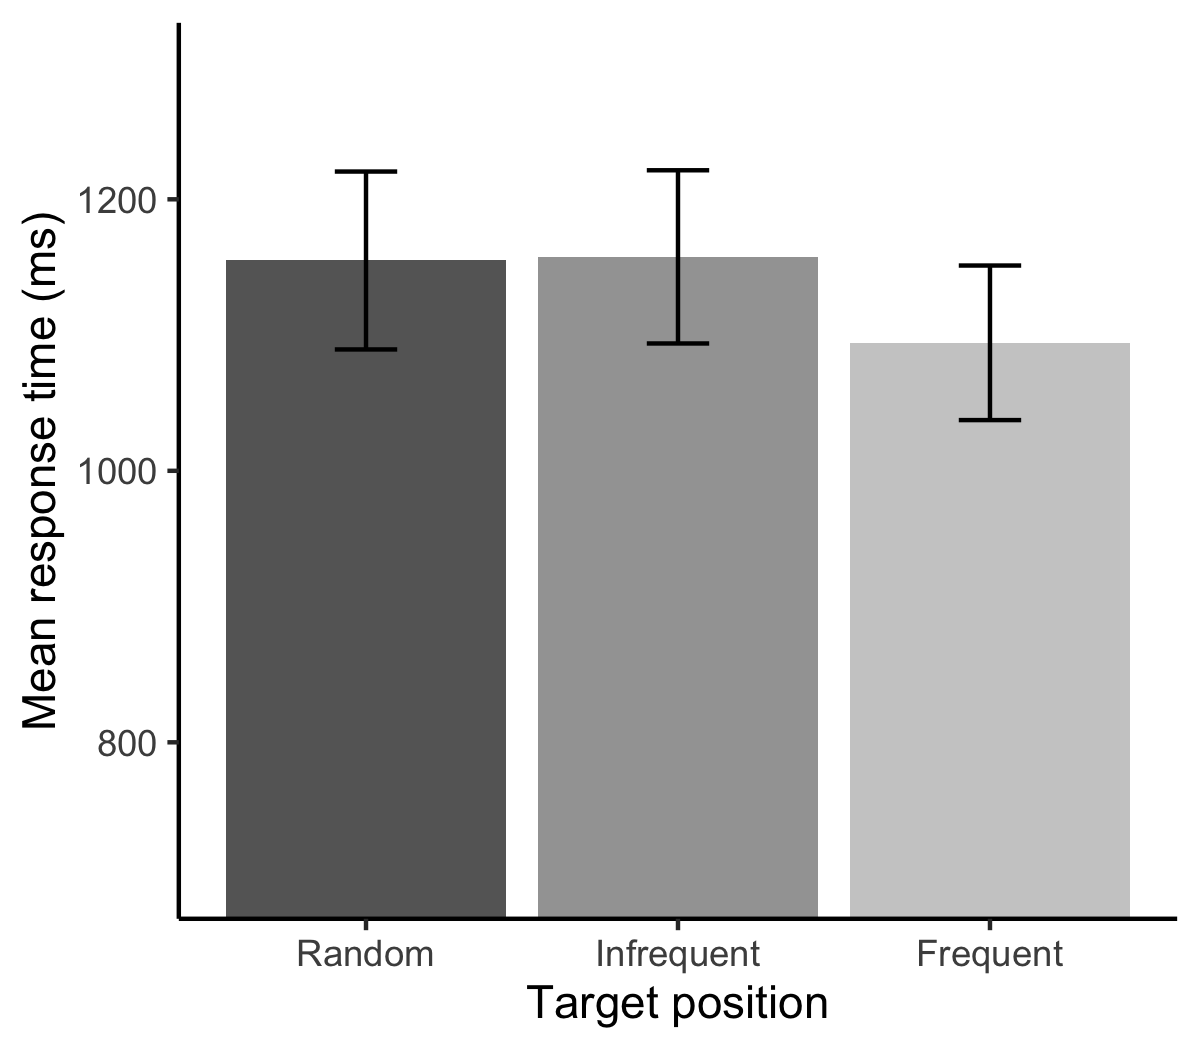 Mean response time (ms)
1200
1000
800
Random
Infrequent
Frequent
Target position